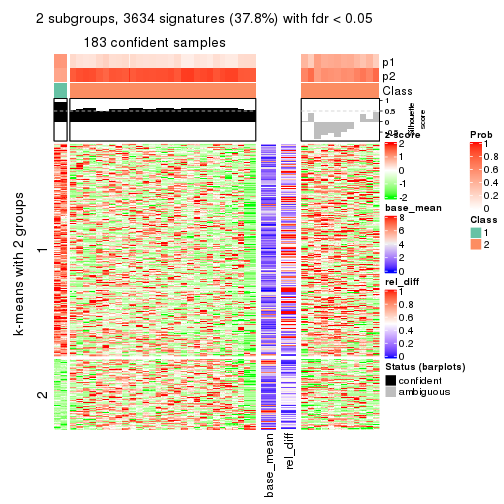 2 subgroups, 3634 signatures (37.8%) with fdr < 0.05
183 confident samples
p1
p2
Class
1
0.5
0
Silhouette
score
k-means with 2 groups
1
2
base_mean
rel_diff
z-score
2
1
0
-1
-2
base_mean
8
6
4
2
0
rel_diff
1
0.8
0.6
0.4
0.2
0
Status (barplots)
confident
ambiguous
Prob
1
0.8
0.6
0.4
0.2
0
Class
1
2